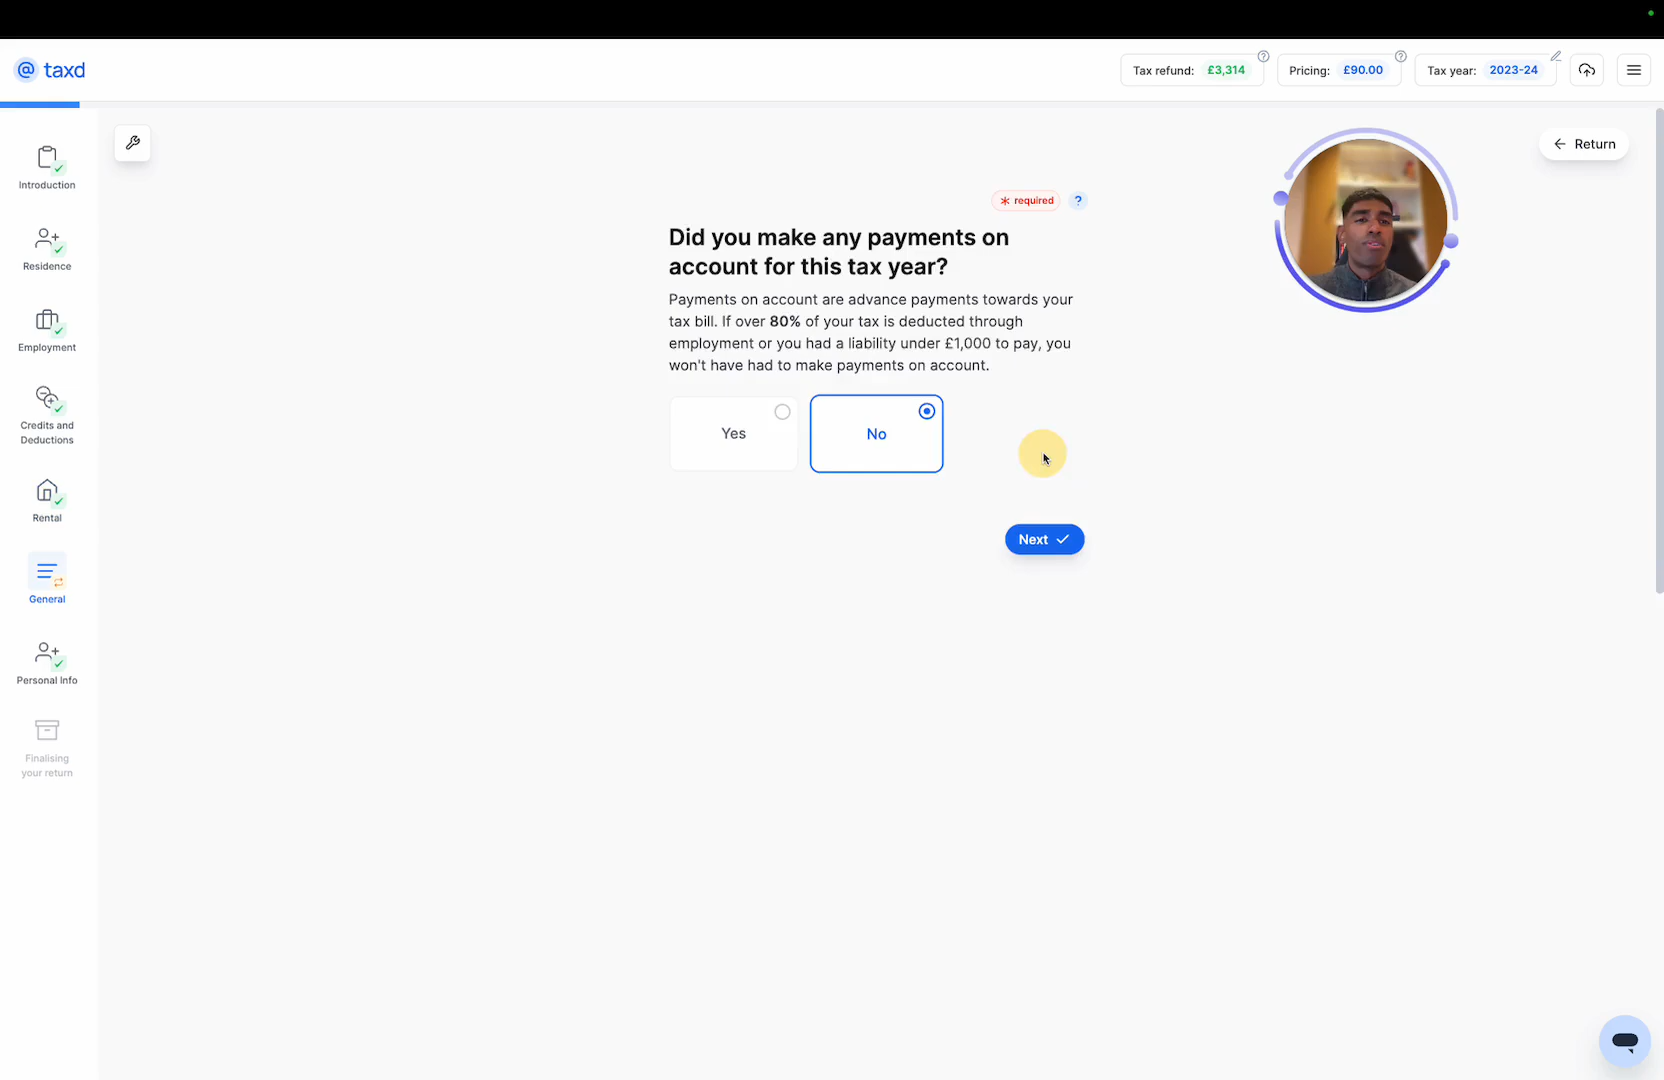 @ taxd
Tax refund: £3,314 ?
Pricing: £90.00 ?
Tax year: 2023-24
Introduction
Residence
Employment
Credits and
Deductions
Rental
General
Personal Info
Finalising
your return
Return
* required ?
Did you make any payments on
account for this tax year?
Payments on account are advance payments towards your
tax bill. If over 80% of your tax is deducted through
employment or you had a liability under £1,000 to pay, you
won't have had to make payments on account.
Yes
No
Next